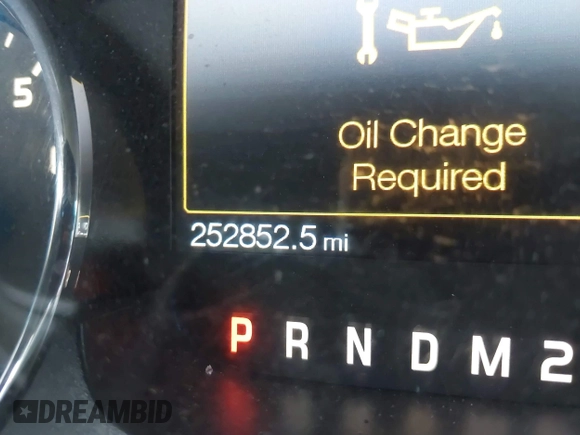 5
Oil Change
Required
252852.5 mi
P R N D M 2
DREAMBID